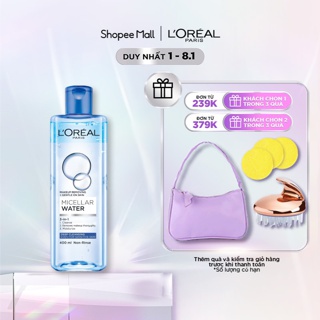 Shopee Mall | L'ORÉAL
PARIS
DUY NHẤT 1 - 8.1
ĐƠN TỪ
239K
KHÁCH CHỌN 1
TRONG 3 QUÀ
ĐƠN TỪ
379K
KHÁCH CHỌN 2
TRONG 3 QUÀ
L'ORÉAL
PARIS
MICELLAR
WATER
400 ml
Thêm quà và kiểm tra giỏ hàng
trước khi thanh toán
*Số lượng có hạn